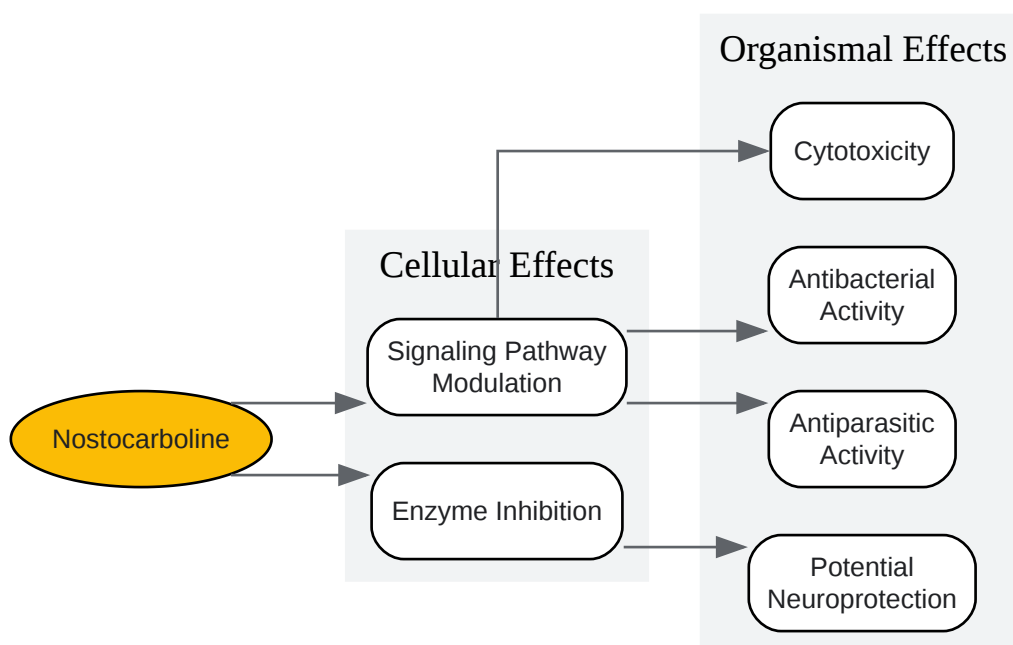 Organismal Effects
Cytotoxicity
Cellular Effects
Antibacterial
Activity
Signaling Pathway
Modulation
Nostocarboline
Antiparasitic
Activity
Enzyme Inhibition
Potential
Neuroprotection